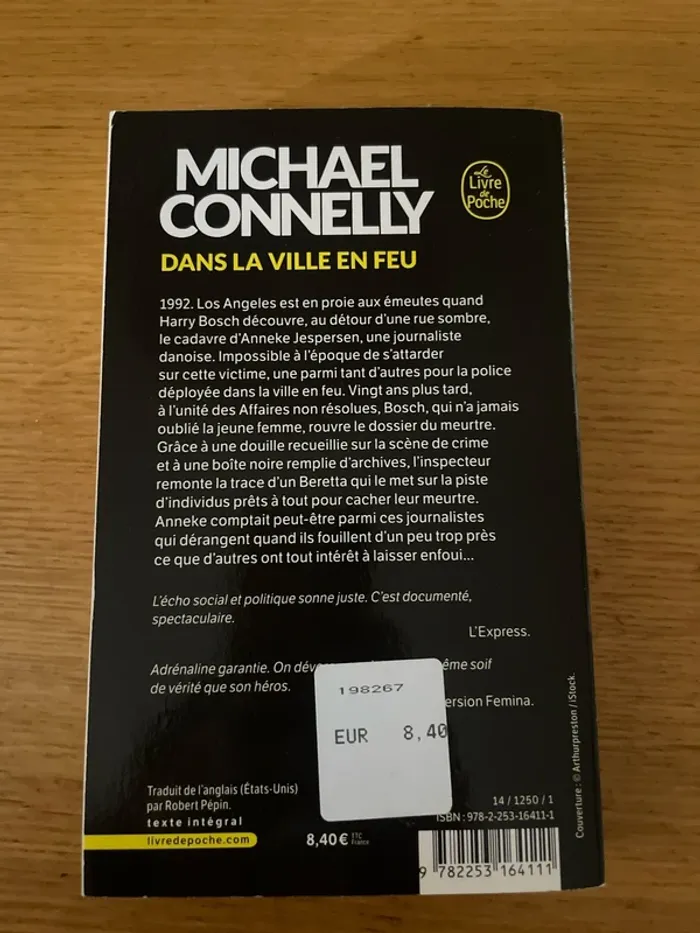 MICHAEL
CONNELLY
Le
Livre
de
Poche
DANS LA VILLE EN FEU
1992. Los Angeles est en proie aux émeutes quand
Harry Bosch découvre, au détour d'une rue sombre,
le cadavre d'Anneke Jespersen, une journaliste
danoise. Impossible à l'époque de s'attarder
sur cette victime, une parmi tant d'autres pour la police
déployée dans la ville en feu. Vingt ans plus tard,
à l'unité des Affaires non résolues, Bosch, qui n'a jamais
oublié la jeune femme, rouvre le dossier du meurtre.
Grâce à une douille recueillie sur la scène de crime
et à une boîte noire remplie d'archives, l'inspecteur
remonte la trace d'un Beretta qui le met sur la piste
d'individus prêts à tout pour cacher leur meurtre.
Anneke comptait peut-être parmi ces journalistes
qui dérangent quand ils fouillent d'un peu trop près
ce que d'autres ont tout intérêt à laisser enfoui...
L'écho social et politique sonne juste. C'est documenté,
spectaculaire.
L'Express.
Adrénaline garantie. On soif
de vérité que son héros.
Femina.
198267
EUR 8,40
Traduit de l'anglais (États-Unis)
par Robert Pépin.
texte intégral
livredepoche.com
8,40 € TTC
France
14 / 1250 / 1
ISBN : 978-2-253-16411-1
9 782253 164111
Couverture : © Arthurpreston / iStock.